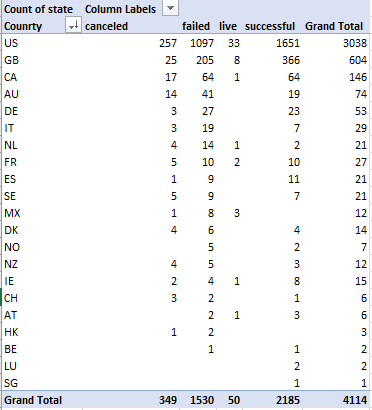 Count of state Column Labels
Counrty canceled failed live successful Grand Total
US 257 1097 33 1651 3038
GB 25 205 8 366 604
CA 17 64 1 64 146
AU 14 41 19 74
DE 3 27 23 53
IT 3 19 7 29
NL 4 14 1 2 21
FR 5 10 2 10 27
ES 1 9 11 21
SE 5 9 7 21
MX 1 8 3 12
DK 4 6 4 14
NO 5 2 7
NZ 4 5 3 12
IE 2 4 1 8 15
CH 3 2 1 6
AT 2 1 3 6
HK 1 2 3
BE 1 1 2
LU 2 2
SG 1 1
Grand Total 349 1530 50 2185 4114